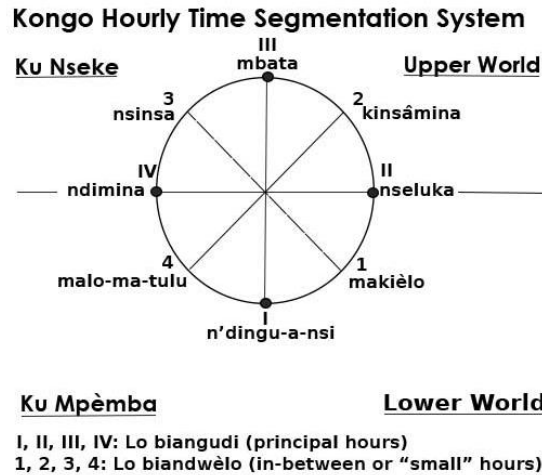 Kongo Hourly Time Segmentation System
III
mbata
Ku Nseke
Upper World
3
nsinsa
2
kinsâmina
IV
ndimina
II
nseluka
4
malo-ma-tulu
1
makièlo
I
n’dingu-a-nsi
Ku Mpèmba
Lower World
I, II, III, IV: Lo biangudi (principal hours)
1, 2, 3, 4: Lo biandwèlo (in-between or “small” hours)